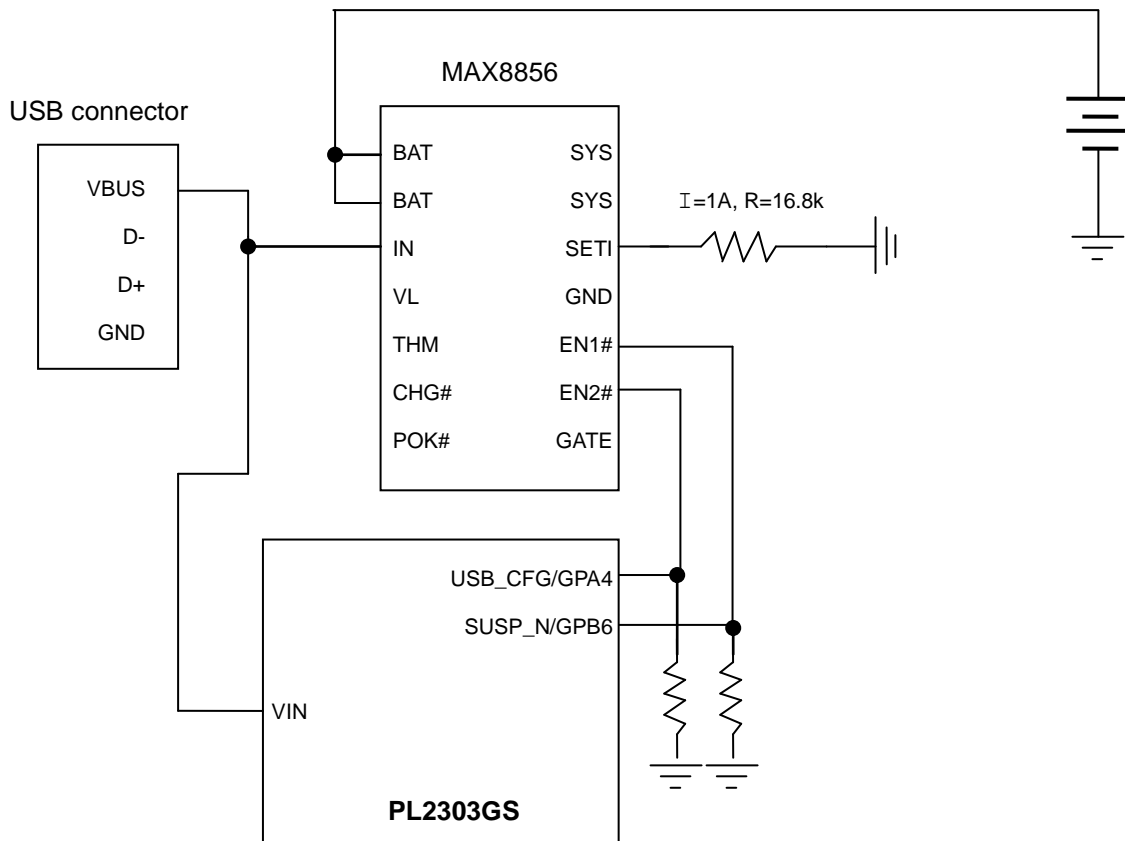 MAX8856
USB connector
VBUS
D-
D+
GND
BAT
BAT
IN
VL
THM
CHG#
POK#
SYS
SYS
SETI
GND
EN1#
EN2#
GATE
I=1A, R=16.8k
USB_CFG/GPA4
SUSP_N/GPB6
VIN
PL2303GS